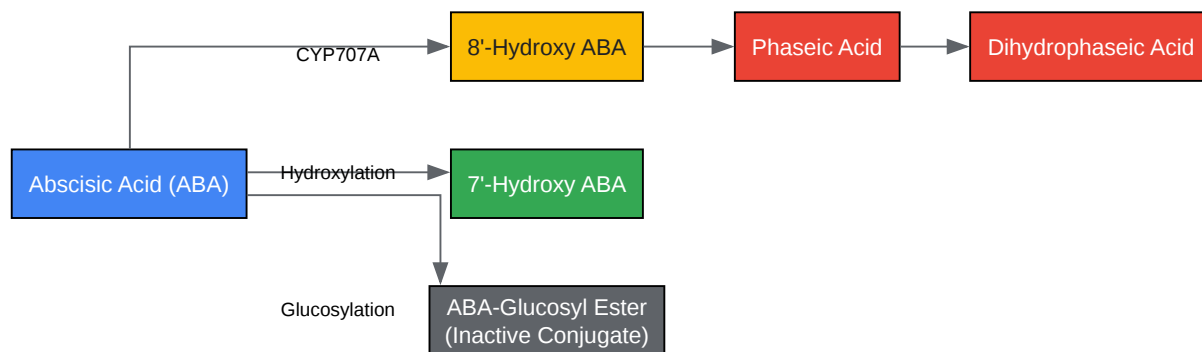 8'-Hydroxy ABA
Phaseic Acid
Dihydrophaseic Acid
CYP707A
Abscisic Acid (ABA)
Hydroxylation
7'-Hydroxy ABA
Glucosylation
ABA-Glucosyl Ester
(Inactive Conjugate)